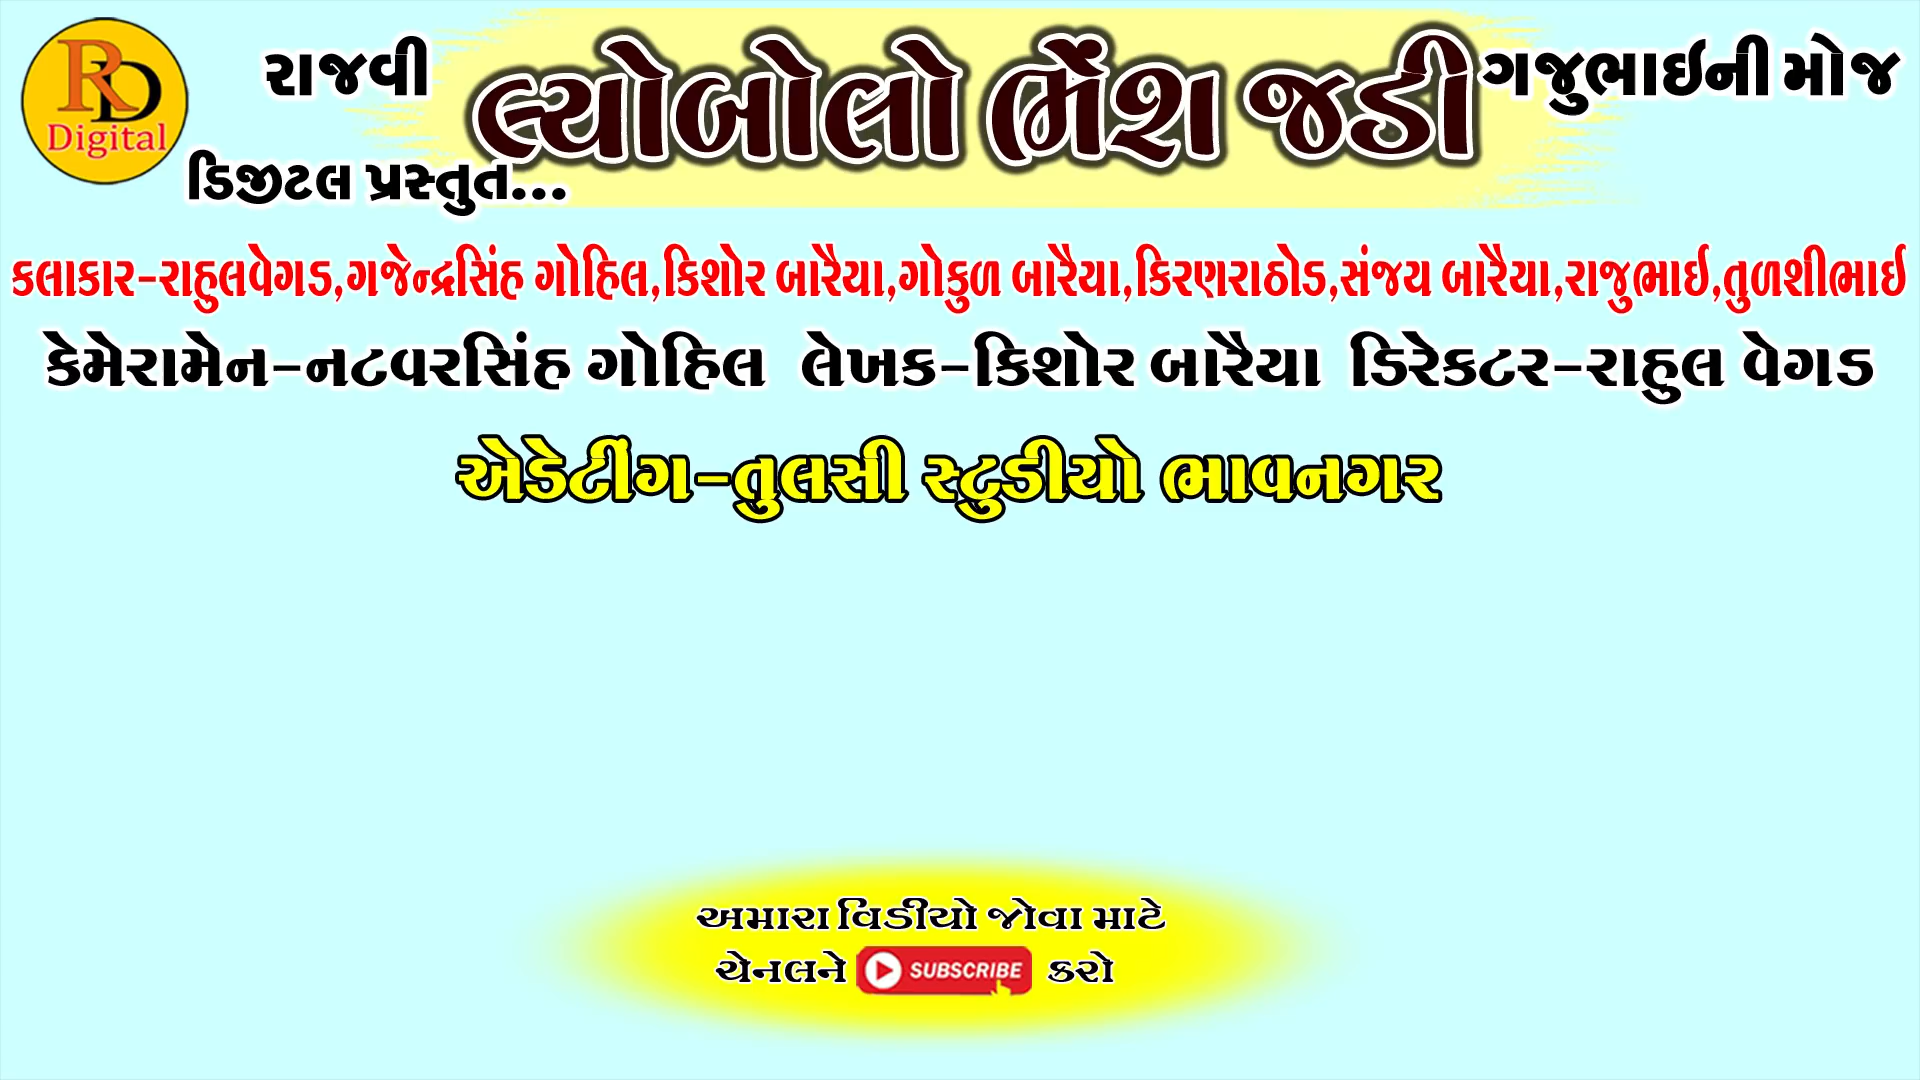 RD
Digital
રાજવી
ડિજીટલ પ્રસ્તુત...
લ્યોબોલો ભેંશ જડી
ગજુભાઇની મોજ
કલાકાર-રાહુલવેગડ,ગજેન્દ્રસિંહ ગોહિલ,કિશોર બારૈયા,ગોકુળ બારૈયા,કિરણરાઠોડ,સંજય બારૈયા,રાજુભાઈ,તુળશીભાઈ
કેમેરામેન-નટવરસિંહ ગોહિલ લેખક-કિશોર બારૈયા ડિરેકટર-રાહુલ વેગડ
એડેટીંગ-તુલસી સ્ટુડીયો ભાવનગર
અમારા વિડીયો જોવા માટે
ચેનલને SUBSCRIBE કરો